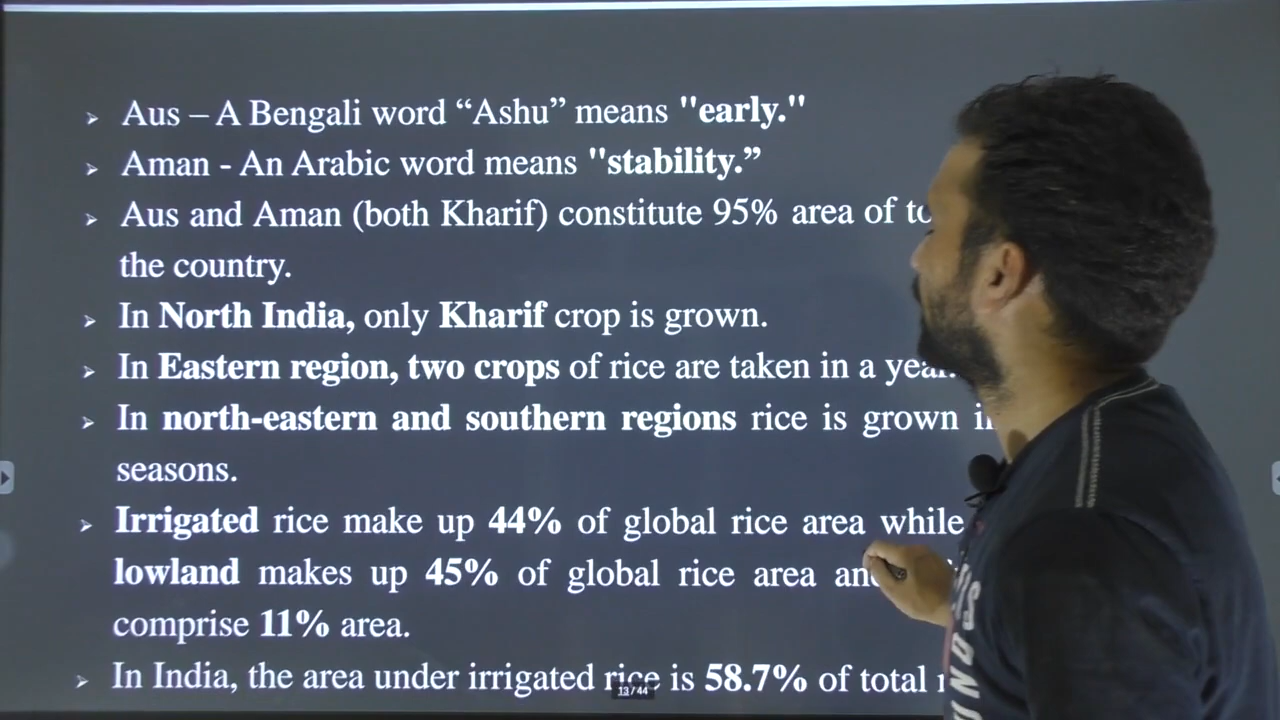 Aus – A Bengali word “Ashu” means "early."
Aman - An Arabic word means "stability.”
Aus and Aman (both Kharif) constitute 95% area of
the country.
In North India, only Kharif crop is grown.
In Eastern region, two crops of rice are taken in a year.
In north-eastern and southern regions rice is grown
seasons.
Irrigated rice make up 44% of global rice area while
lowland makes up 45% of global rice area
comprise 11% area.
In India, the area under irrigated rice is 58.7% of total
13/44